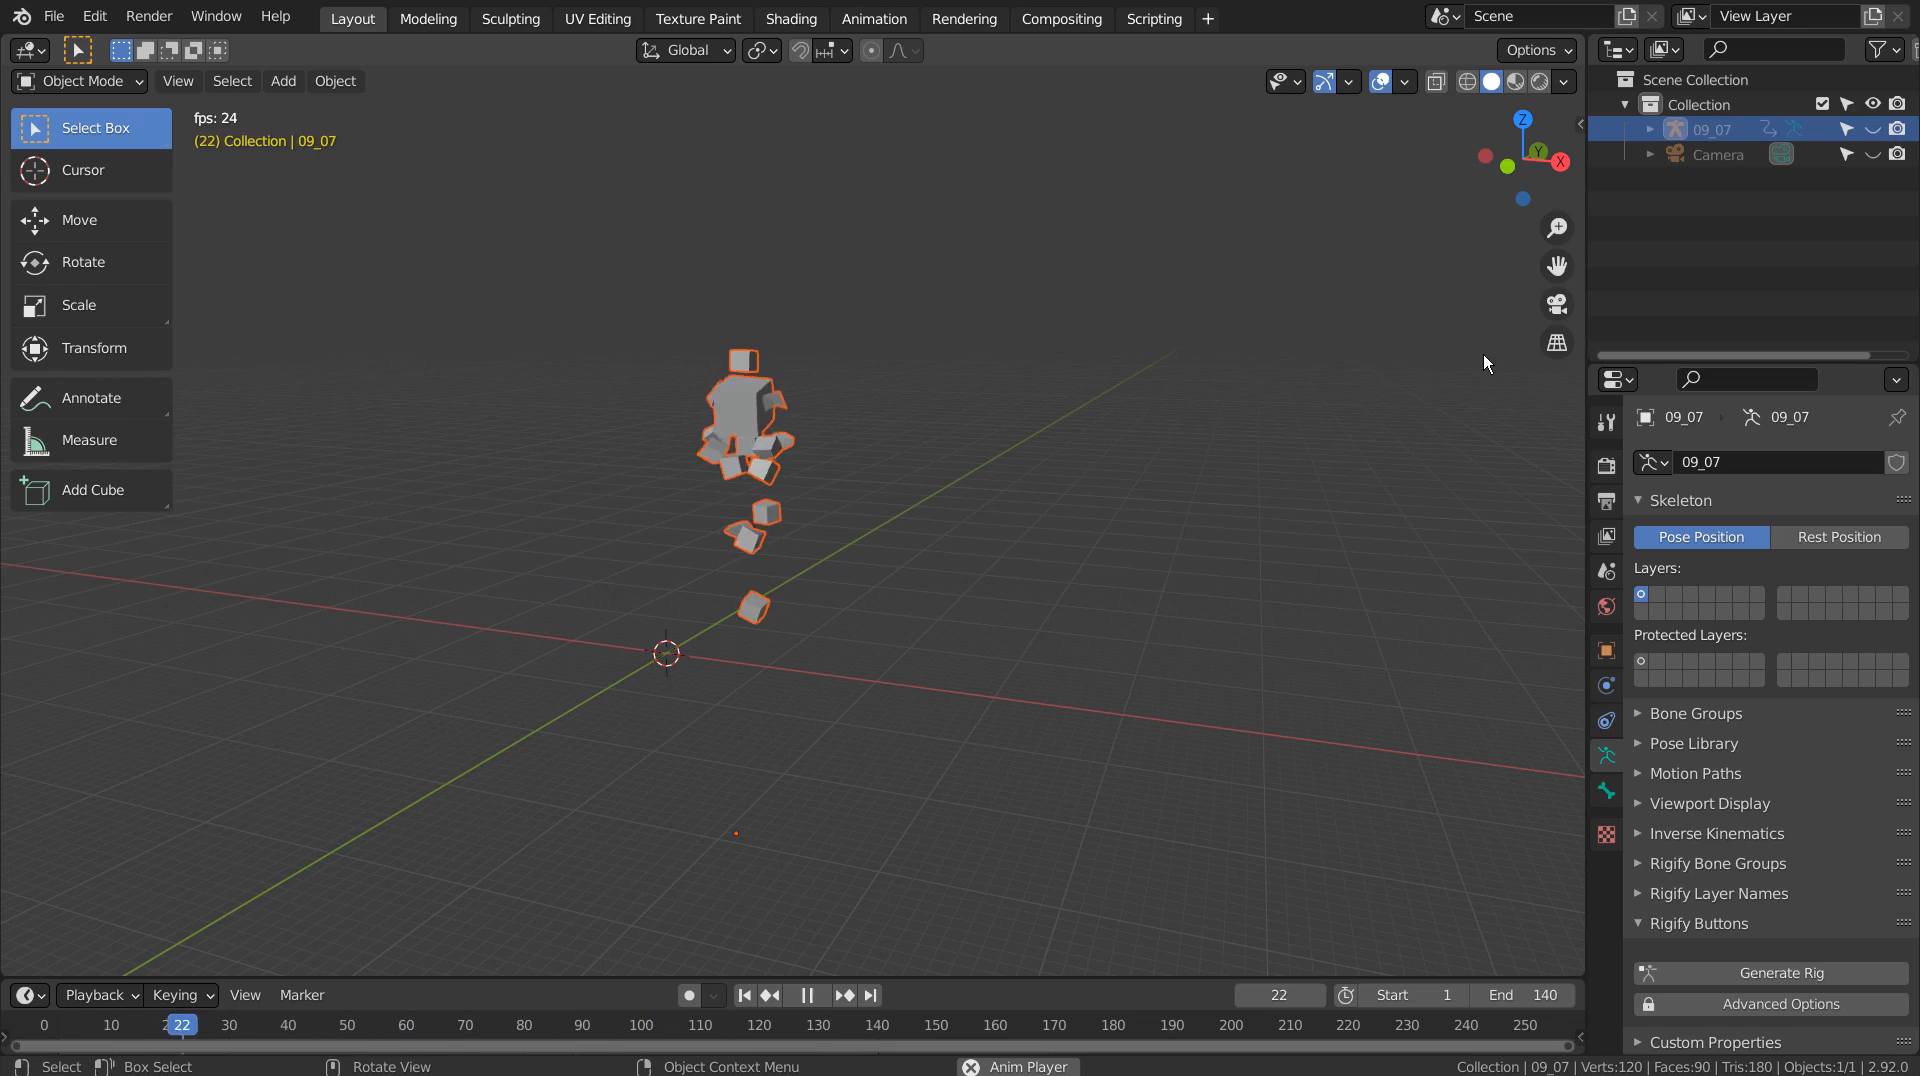 File Edit Render Window Help Layout Modeling Sculpting UV Editing Texture Paint Shading Animation Rendering Compositing Scripting + Scene View Layer
Global Options
Object Mode View Select Add Object
Select Box
Cursor
Move
Rotate
Scale
Transform
Annotate
Measure
Add Cube
fps: 24
(22) Collection | 09_07
Z
Y
X
Scene Collection
Collection
09_07
Camera
09_07 09_07
09_07
Skeleton
Pose Position Rest Position
Layers:
Protected Layers:
Bone Groups
Pose Library
Motion Paths
Viewport Display
Inverse Kinematics
Rigify Bone Groups
Rigify Layer Names
Rigify Buttons
Generate Rig
Advanced Options
Custom Properties
Playback Keying View Marker 22 Start 1 End 140
0 10 22 30 40 50 60 70 80 90 100 110 120 130 140 150 160 170 180 190 200 210 220 230 240 250
Select Box Select Rotate View Object Context Menu Anim Player Collection | 09_07 | Verts:120 | Faces:90 | Tris:180 | Objects:1/1 | 2.92.0